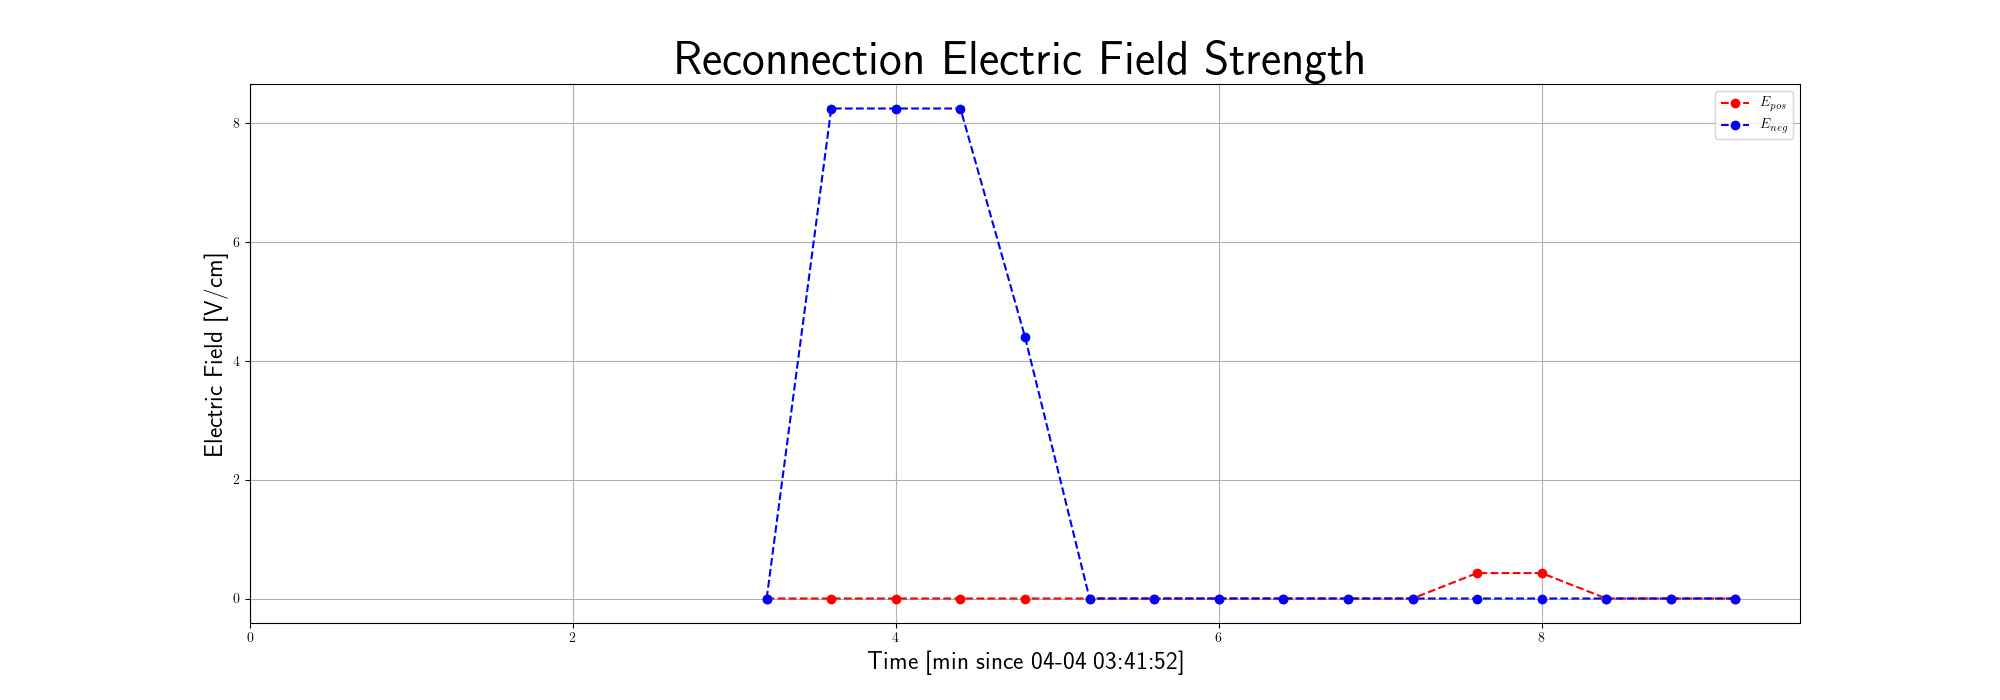 Reconnection Electric Field Strength
E_pos
E_neg
8
6
4
2
0
Electric Field [V/cm]
0 2 4 6 8
Time [min since 04-04 03:41:52]